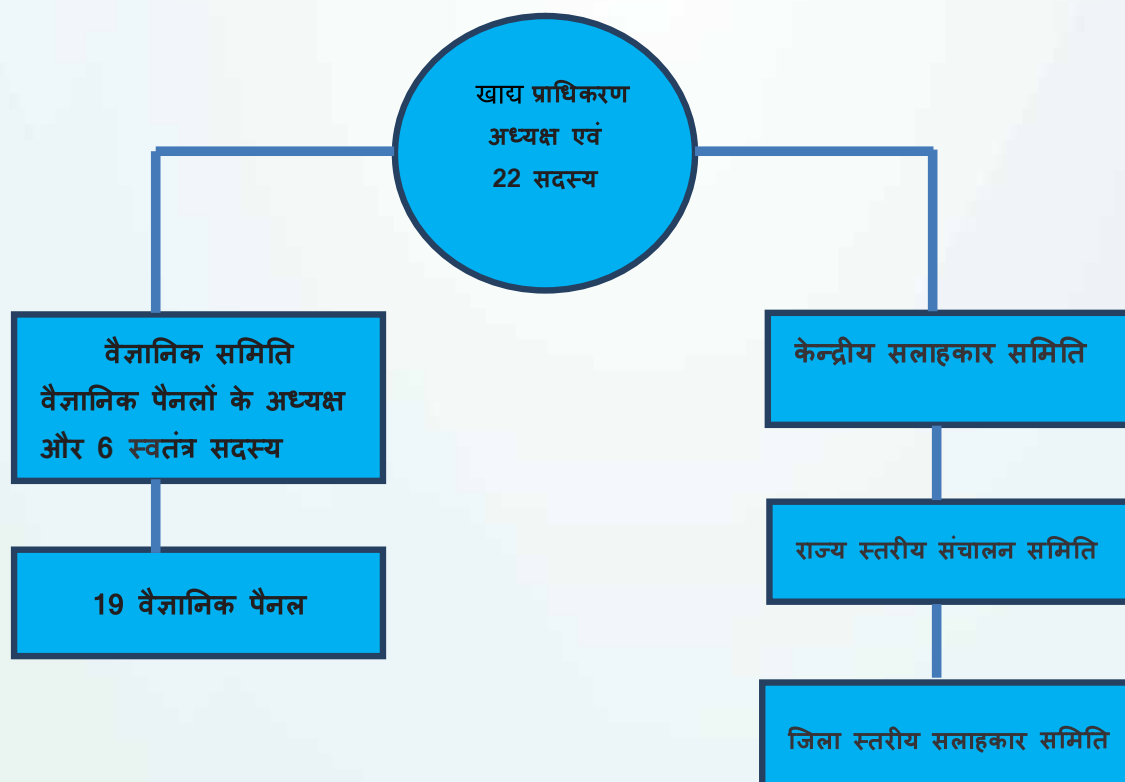 खाद्य प्राधिकरण
अध्यक्ष एवं
22 सदस्य
वैज्ञानिक समिति
वैज्ञानिक पैनलों के अध्यक्ष
और 6 स्वतंत्र सदस्य
19 वैज्ञानिक पैनल
केन्द्रीय सलाहकार समिति
राज्य स्तरीय संचालन समिति
जिला स्तरीय सलाहकार समिति